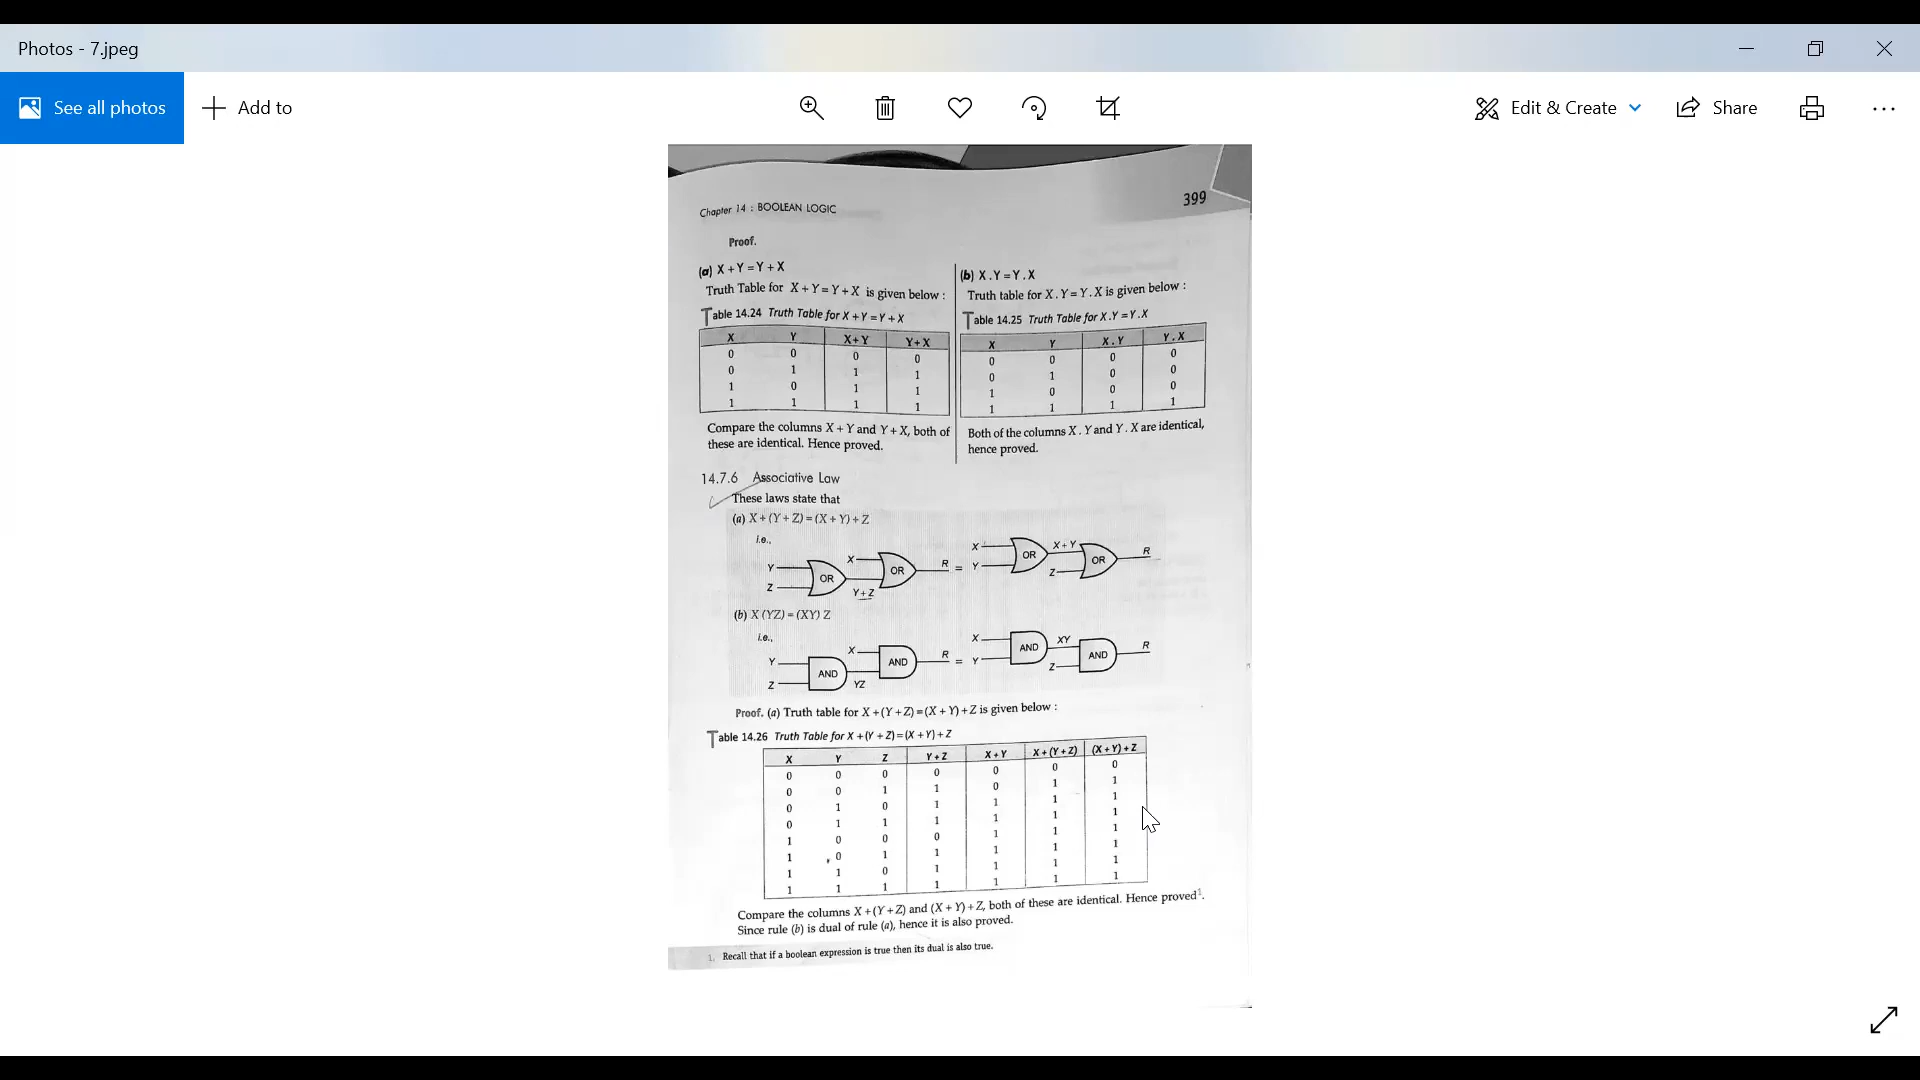 Photos - 7.jpeg
See all photos
Add to
Edit & Create
Share
Chapter 14 : BOOLEAN LOGIC
399
Proof.
(a) X + Y = Y + X
Truth Table for X + Y = Y + X is given below :
Table 14.24 Truth Table for X + Y = Y + X
X Y X+Y Y+X
0 0 0 0
0 1 1 1
1 0 1 1
1 1 1 1
Compare the columns X + Y and Y + X, both of
these are identical. Hence proved.
(b) X . Y = Y . X
Truth table for X . Y = Y . X is given below :
Table 14.25 Truth Table for X .Y = Y .X
X Y X . Y Y . X
0 0 0 0
0 1 0 0
1 0 0 0
1 1 1 1
Both of the columns X . Y and Y . X are identical,
hence proved.
14.7.6 Associative Law
These laws state that
(a) X + (Y + Z) = (X + Y) + Z
i.e.,
Y Z OR Y+Z X OR R = X Y OR X+Y Z OR R
(b) X (YZ) = (XY) Z
i.e.,
Y Z AND YZ X AND R = X Y AND XY Z AND R
Proof. (a) Truth table for X + (Y + Z) = (X + Y) + Z is given below :
Table 14.26 Truth Table for X + (Y + Z) = (X + Y) + Z
X Y Z Y+Z X+Y X+(Y+Z) (X+Y)+Z
0 0 0 0 0 0 0
0 0 1 1 0 1 1
0 1 0 1 1 1 1
0 1 1 1 1 1 1
1 0 0 0 1 1 1
1 0 1 1 1 1 1
1 1 0 1 1 1 1
1 1 1 1 1 1 1
Compare the columns X + (Y + Z) and (X + Y) + Z, both of these are identical. Hence proved1.
Since rule (b) is dual of rule (a), hence it is also proved.
1. Recall that if a boolean expression is true then its dual is also true.